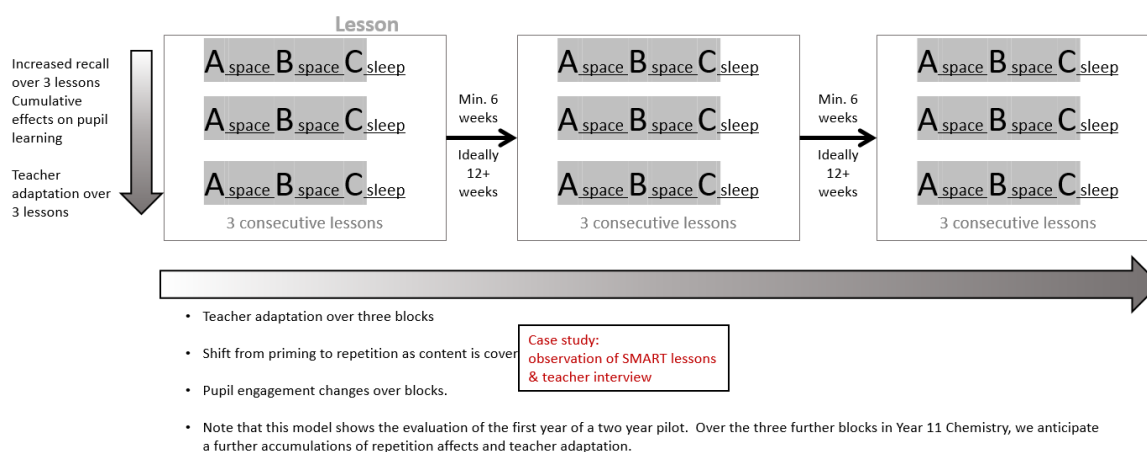 Lesson
Increased recall
over 3 lessons
Cumulative
effects on pupil
learning
Teacher
adaptation over
3 lessons
A space B space C sleep
A space B space C sleep
A space B space C sleep
3 consecutive lessons
Min. 6
weeks
Ideally
12+
weeks
A space B space C sleep
A space B space C sleep
A space B space C sleep
3 consecutive lessons
Min. 6
weeks
Ideally
12+
weeks
A space B space C sleep
A space B space C sleep
A space B space C sleep
3 consecutive lessons
• Teacher adaptation over three blocks
• Shift from priming to repetition as content is cover
• Pupil engagement changes over blocks.
• Note that this model shows the evaluation of the first year of a two year pilot. Over the three further blocks in Year 11 Chemistry, we anticipate
a further accumulations of repetition affects and teacher adaptation.
Case study:
observation of SMART lessons
& teacher interview